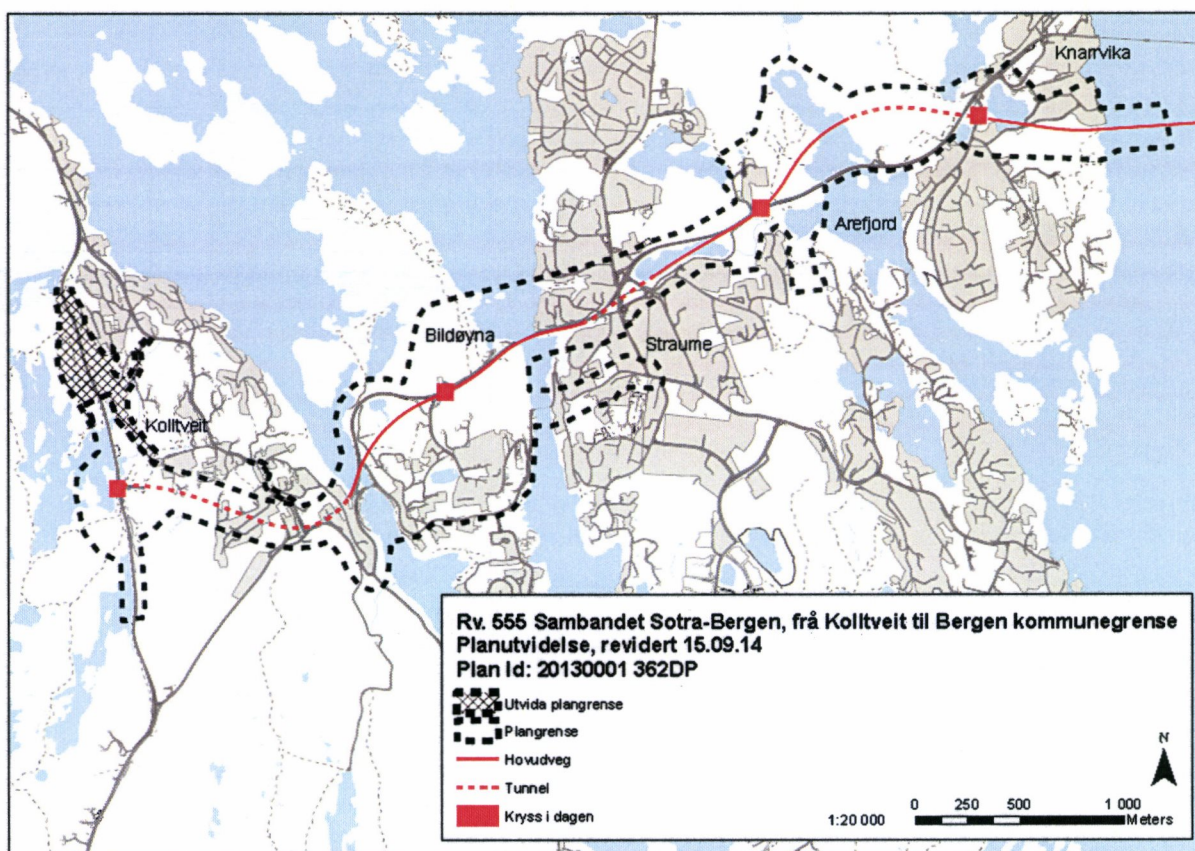 Knarrvika
Arefjord
Bildøyna
Straume
Kolltveit
Rv. 555 Sambandet Sotra-Bergen, frå Kolltveit til Bergen kommunegrense
Planutvidelse, revidert 15.09.14
Plan Id: 20130001 362DP
Utvida plangrense
Plangrense
Hovudveg
Tunnel
Kryss i dagen
N
1:20 000
0 250 500 1 000
Meters